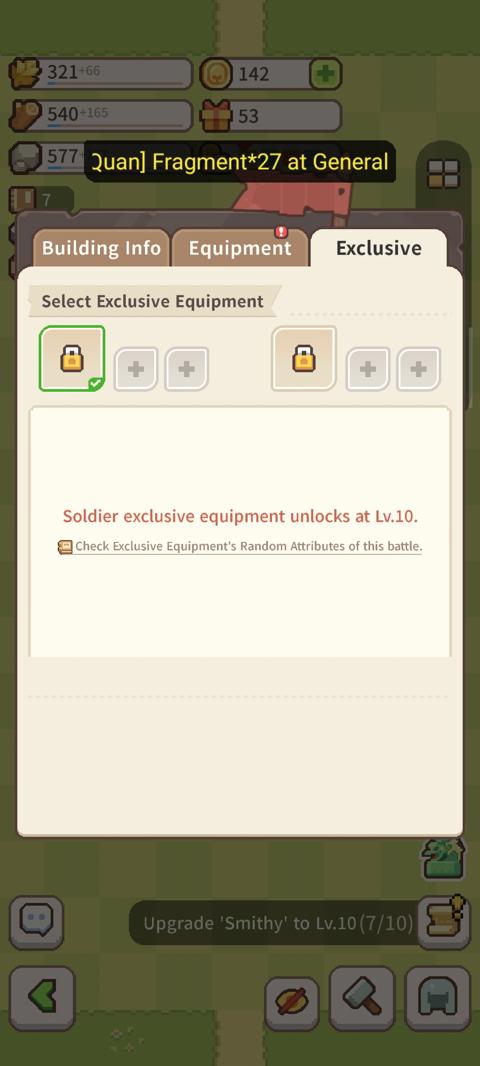 321+66
142
540+165
53
577
Quan] Fragment*27 at General
7
Building Info
Equipment
Exclusive
Select Exclusive Equipment
Soldier exclusive equipment unlocks at Lv.10.
Check Exclusive Equipment's Random Attributes of this battle.
Upgrade 'Smithy' to Lv.10(7/10)